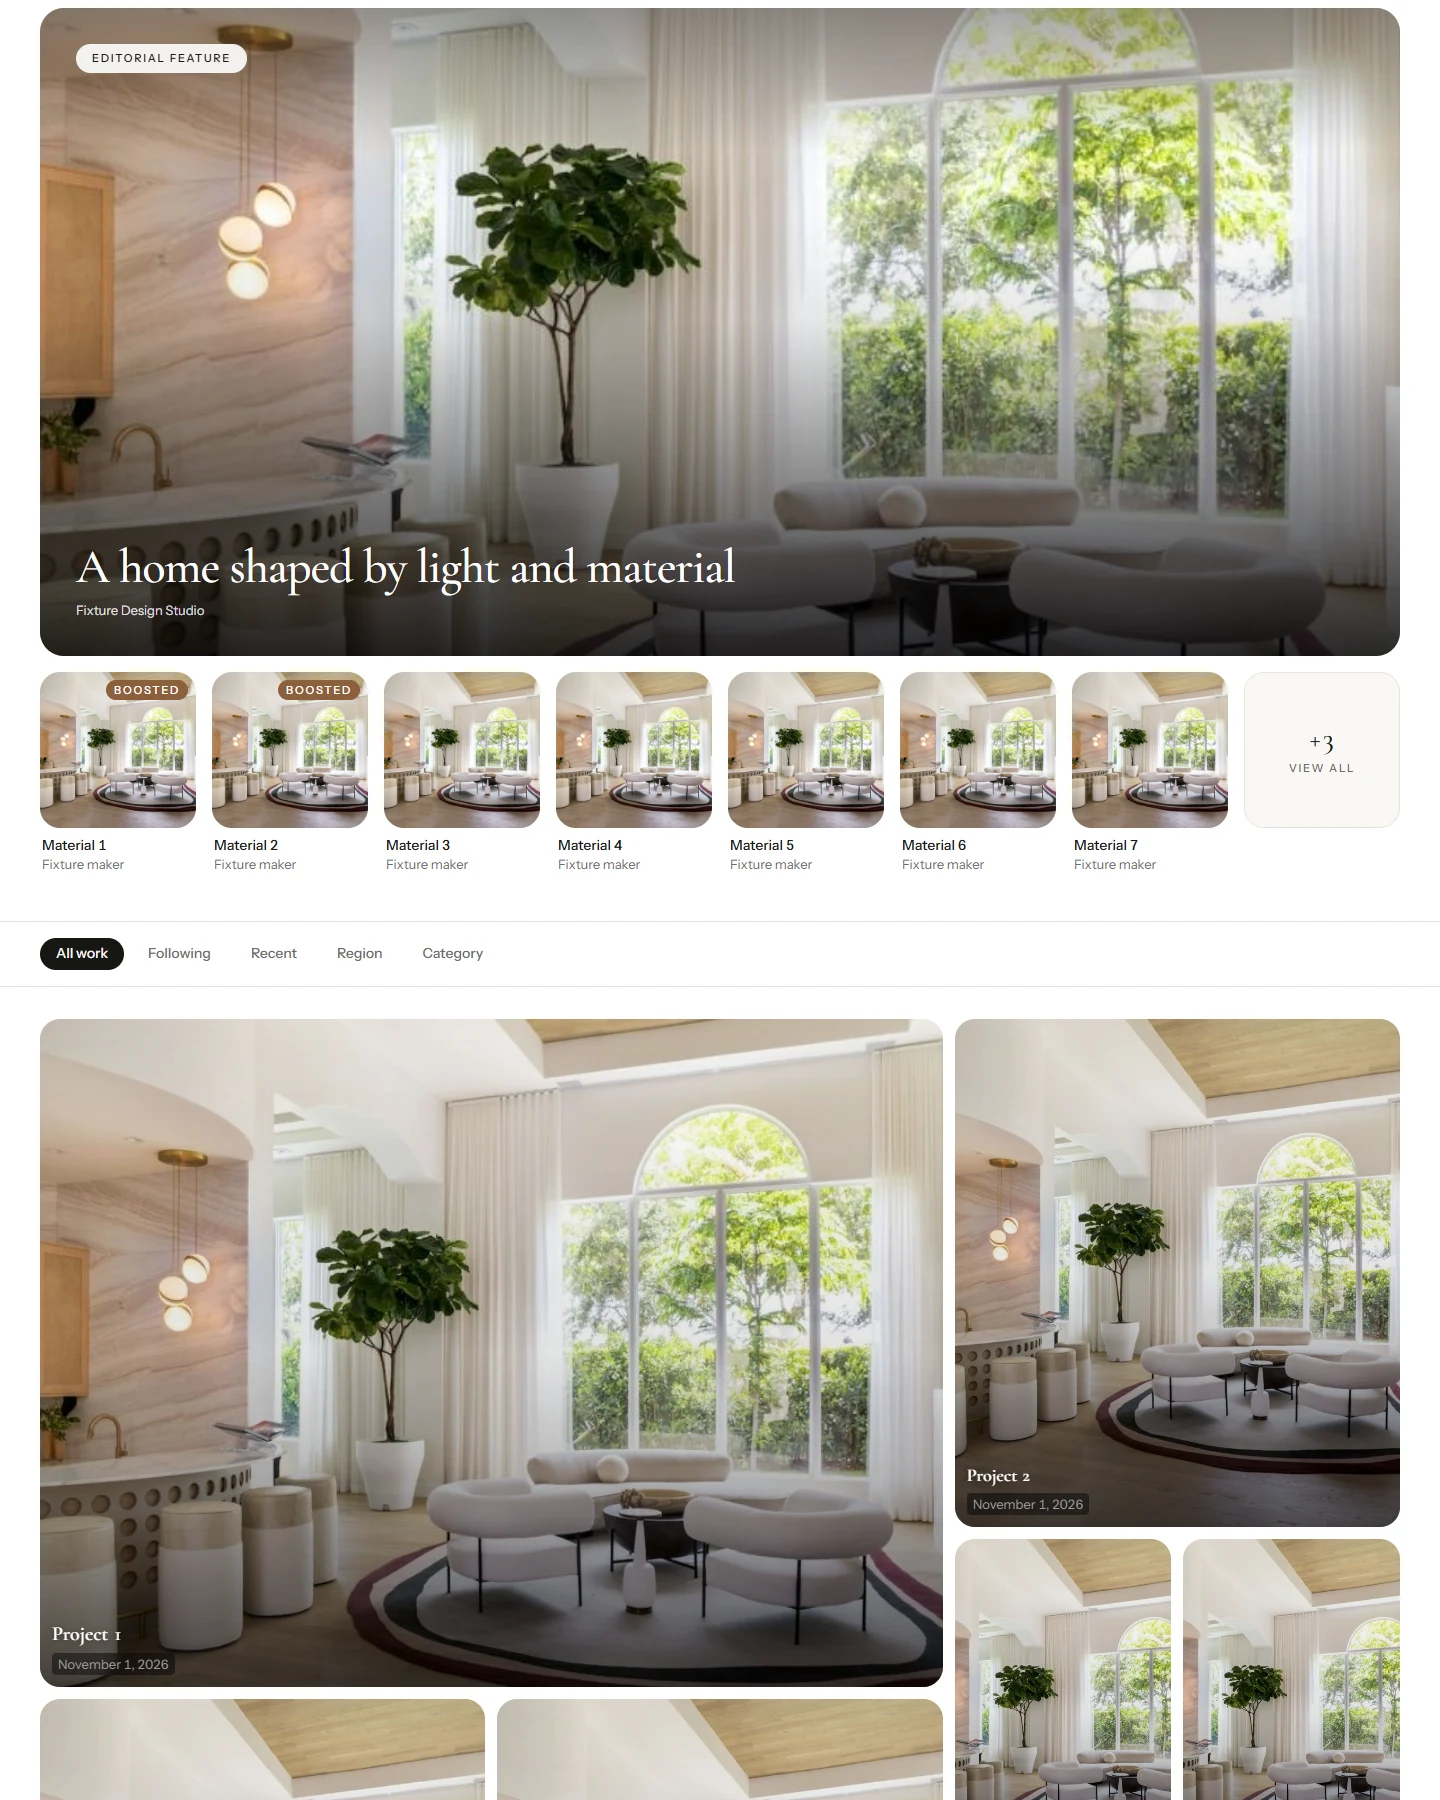 EDITORIAL FEATURE
A home shaped by light and material
Fixture Design Studio
BOOSTED
BOOSTED
+3
VIEW ALL
Material 1
Fixture maker
Material 2
Fixture maker
Material 3
Fixture maker
Material 4
Fixture maker
Material 5
Fixture maker
Material 6
Fixture maker
Material 7
Fixture maker
All work
Following
Recent
Region
Category
Project 2
November 1, 2026
Project 1
November 1, 2026